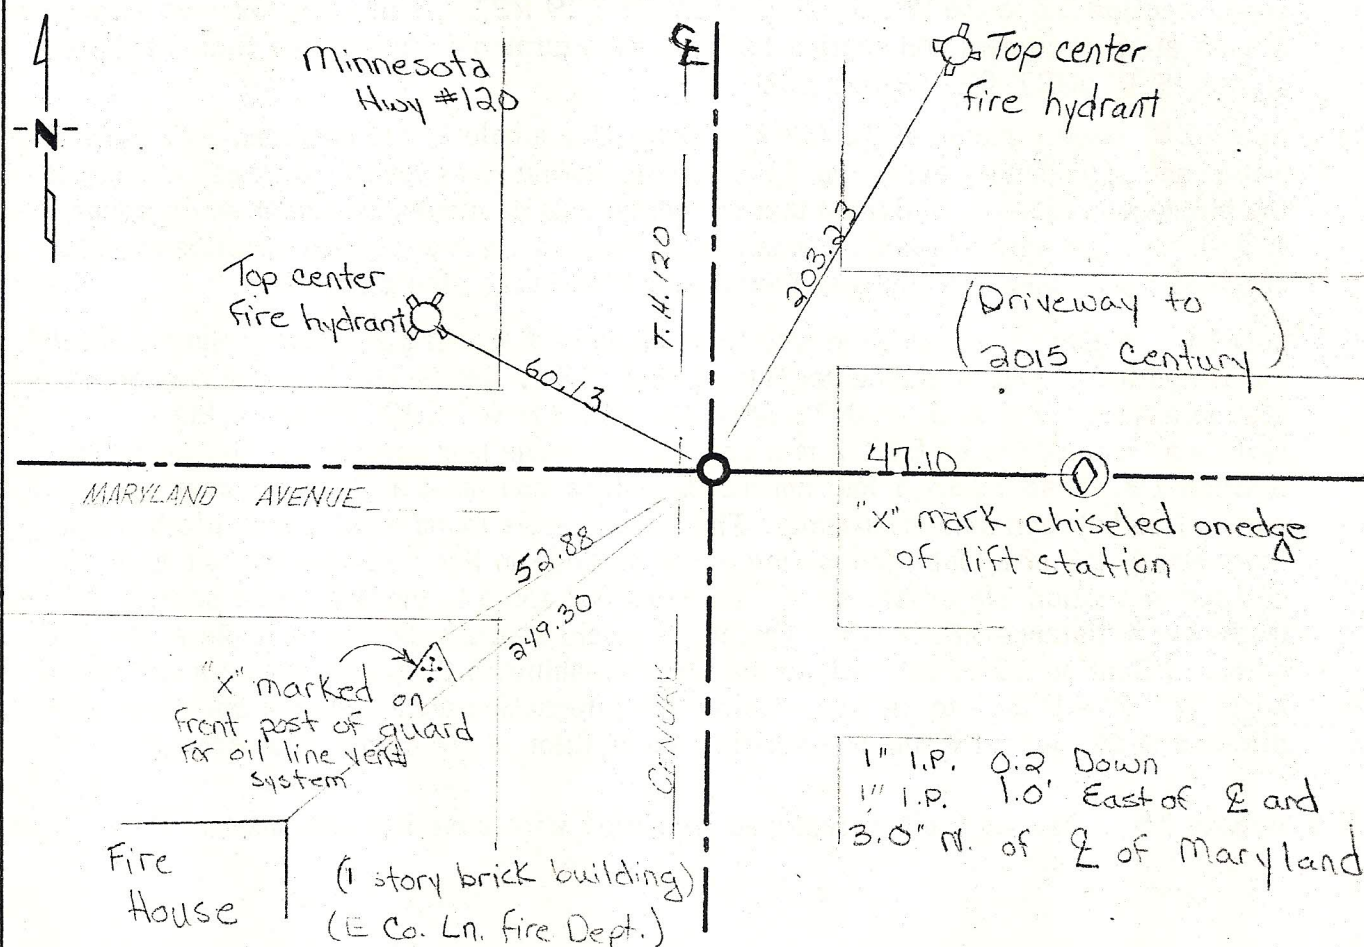 Minnesota
Hwy #120
N
℄
Top center
fire hydrant
Top center
fire hydrant
T.H. 120
203.23
60.13
(Driveway to
2015 Century)
47.10
MARYLAND AVENUE
"x" mark chiseled on edge
of lift station
52.88
249.30
"x" marked on
front post of guard
for oil line vent
system
CENTURY
1" I.P. 0.2 Down
1" I.P. 1.0' East of ℄ and
3.0" N. of ℄ of Maryland
Fire
House
(1 story brick building)
(E Co. Ln. Fire Dept.)